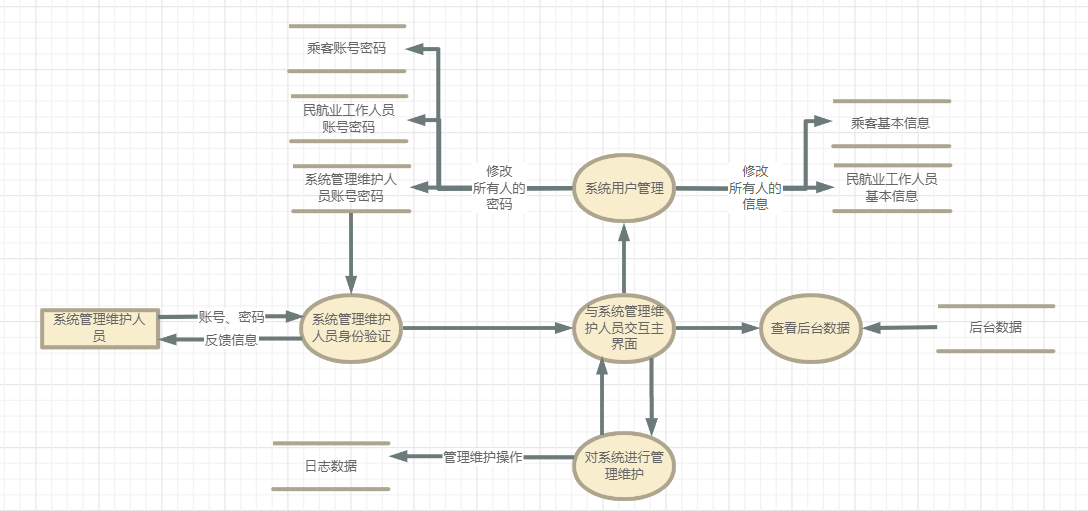 乘客账号密码
民航业工作人员
账号密码
系统管理维护人
员账号密码
修改
所有人的
密码
系统用户管理
修改
所有人的
信息
乘客基本信息
民航业工作人员
基本信息
系统管理维护人
员
账号、密码
反馈信息
系统管理维护
人员身份验证
与系统管理维
护人员交互主
界面
查看后台数据
后台数据
日志数据
管理维护操作
对系统进行管
理维护